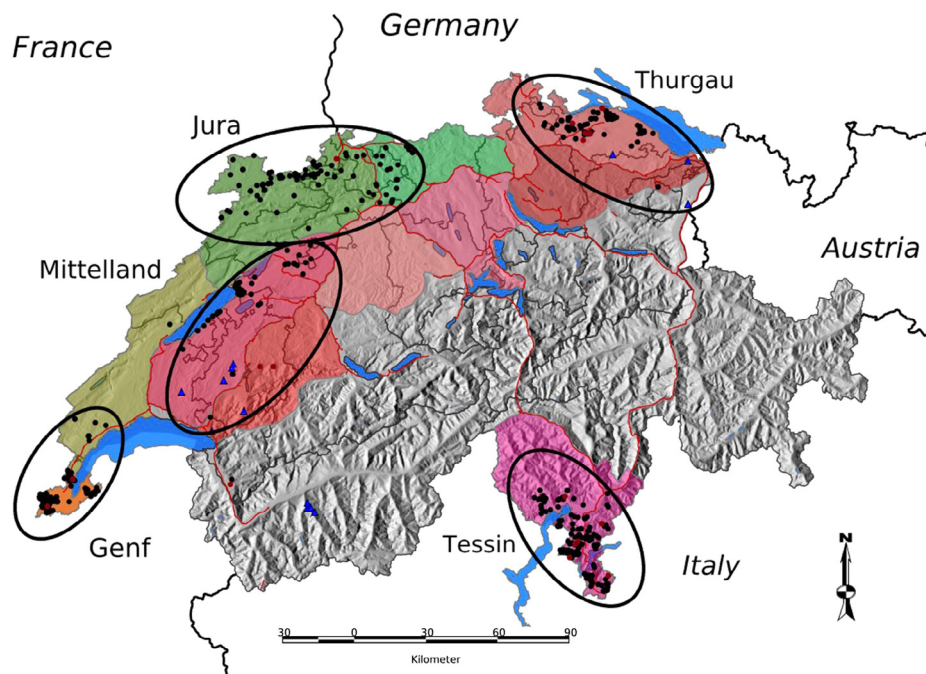 Germany
France
Thurgau
Jura
Austria
Mittelland
Genf
Tessin
Italy
N
30 0 30 60 90
Kilometer